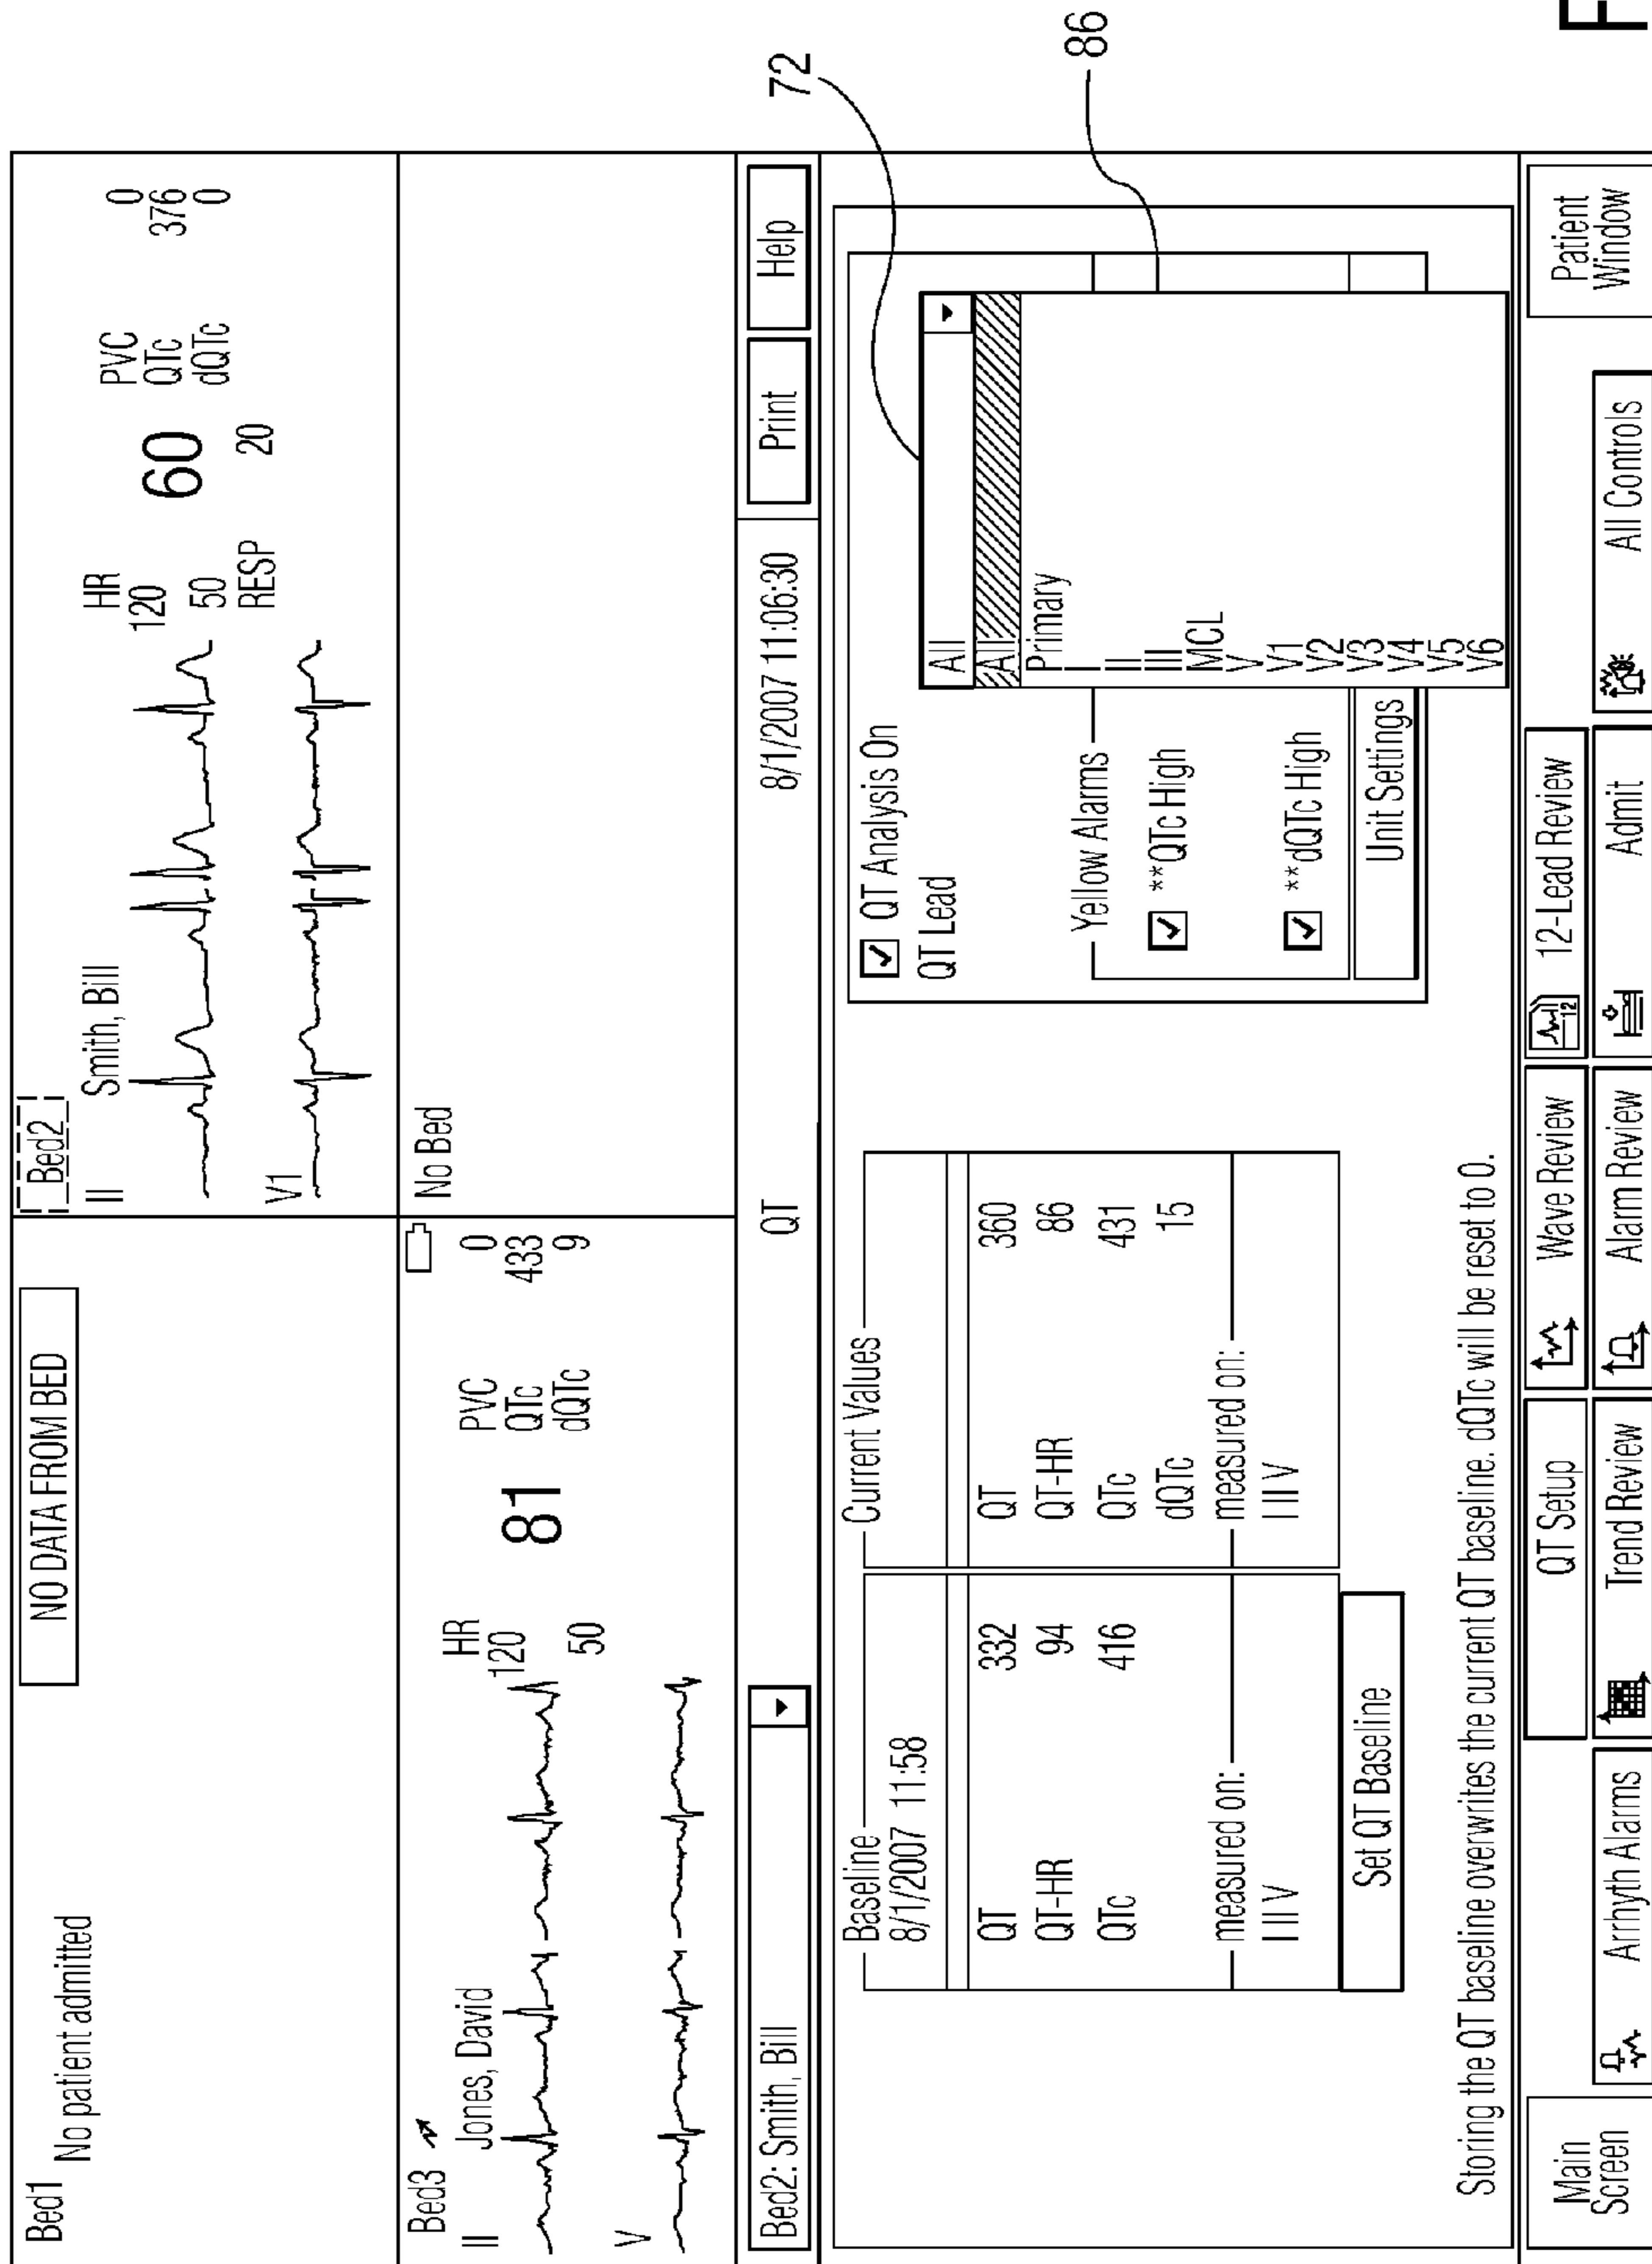 Bed1
No patient admitted
NO DATA FROM BED
Bed2
II
Smith, Bill
HR
120
50
60
PVC 0
QTc 376
dQTc 0
V1
RESP
20
Bed3
II
Jones, David
HR
120
50
81
PVC 0
QTc 433
dQTc 9
V
No Bed
Bed2: Smith, Bill
QT
8/1/2007 11:06:30
Print
Help
Baseline
8/1/2007 11:58
QT 332
QT-HR 94
QTc 416
measured on:
I II V
Set QT Baseline
Current Values
QT 360
QT-HR 86
QTc 431
dQTc 15
measured on:
I II V
QT Analysis On
QT Lead
All
All
Primary
I
II
III
MCL
V
V1
V2
V3
V4
V5
V6
Yellow Alarms
**QTc High
**dQTc High
Unit Settings
72
86
Storing the QT baseline overwrites the current QT baseline. dQTc will be reset to 0.
Main
Screen
QT Setup
Wave Review
12
12-Lead Review
Arrhyth Alarms
Trend Review
Alarm Review
Admit
All Controls
Patient
Window